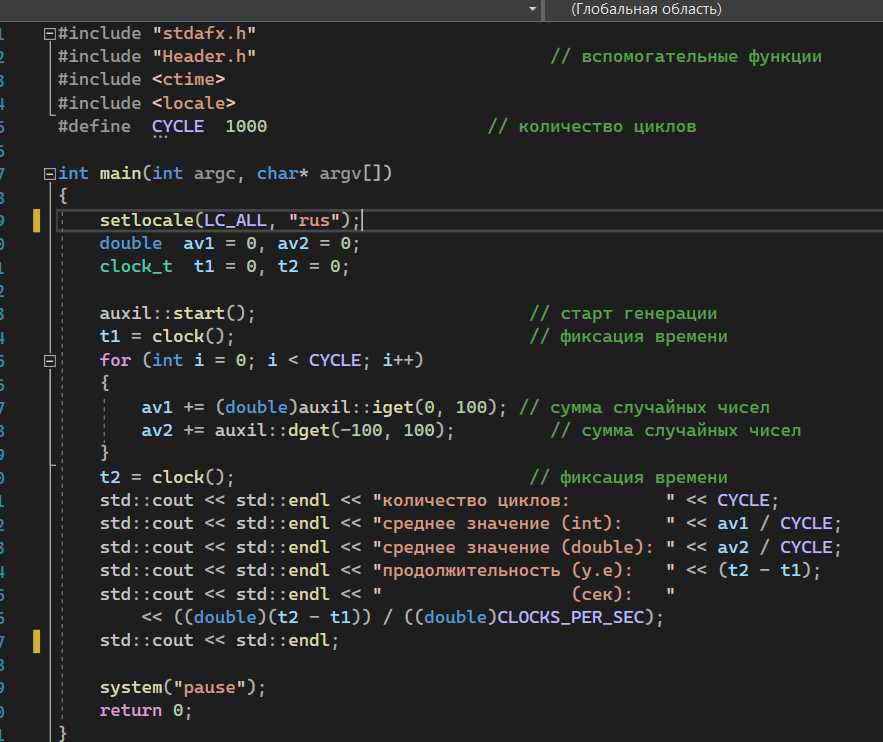 (Глобальная область)
#include "stdafx.h"
#include "Header.h" // вспомогательные функции
#include <ctime>
#include <locale>
#define CYCLE 1000 // количество циклов
int main(int argc, char* argv[])
{
setlocale(LC_ALL, "rus");
double av1 = 0, av2 = 0;
clock_t t1 = 0, t2 = 0;
auxil::start(); // старт генерации
t1 = clock(); // фиксация времени
for (int i = 0; i < CYCLE; i++)
{
av1 += (double)auxil::iget(0, 100); // сумма случайных чисел
av2 += auxil::dget(-100, 100); // сумма случайных чисел
}
t2 = clock(); // фиксация времени
std::cout << std::endl << "количество циклов:         " << CYCLE;
std::cout << std::endl << "среднее значение (int):    " << av1 / CYCLE;
std::cout << std::endl << "среднее значение (double): " << av2 / CYCLE;
std::cout << std::endl << "продолжительность (у.е):   " << (t2 - t1);
std::cout << std::endl << "                  (сек):   "
<< ((double)(t2 - t1)) / ((double)CLOCKS_PER_SEC);
std::cout << std::endl;
system("pause");
return 0;
}